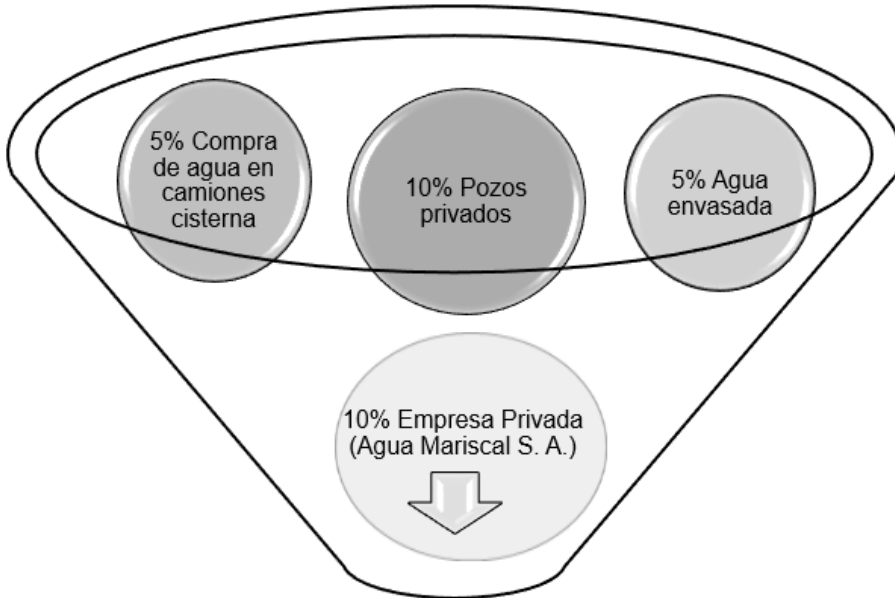 5% Compra
de agua en
camiones
cisterna
10% Pozos
privados
5% Agua
envasada
10% Empresa Privada
(Agua Mariscal S. A.)